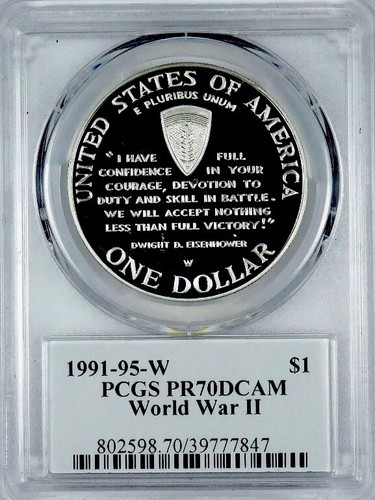 UNITED STATES OF AMERICA
E PLURIBUS UNUM
"I HAVE FULL
CONFIDENCE IN YOUR
COURAGE, DEVOTION TO
DUTY AND SKILL IN BATTLE.
WE WILL ACCEPT NOTHING
LESS THAN FULL VICTORY!"
DWIGHT D. EISENHOWER
W
ONE DOLLAR
1991-95-W $1
PCGS PR70DCAM
World War II
802598.70/39777847